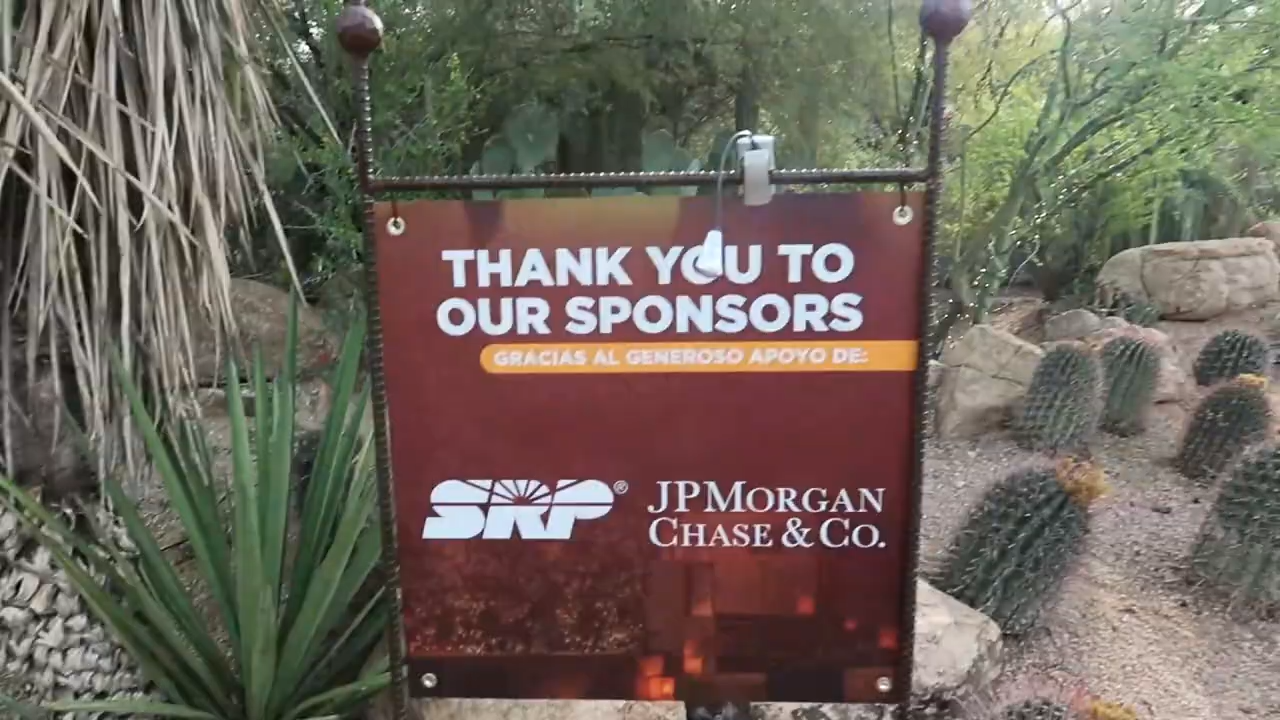 THANK YOU TO
OUR SPONSORS
GRACIAS AL GENEROSO APOYO DE:
SRP®
JPMORGAN
CHASE & CO.